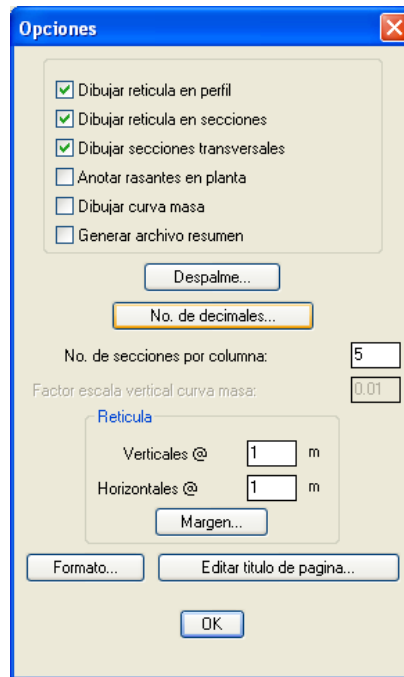 Opciones
Dibujar reticula en perfil
Dibujar reticula en secciones
Dibujar secciones transversales
Anotar rasantes en planta
Dibujar curva masa
Generar archivo resumen
Despalme...
No. de decimales...
No. de secciones por columna: 5
Factor escala vertical curva masa: 0.01
Reticula
Verticales @ 1 m
Horizontales @ 1 m
Margen...
Formato... Editar titulo de pagina...
OK